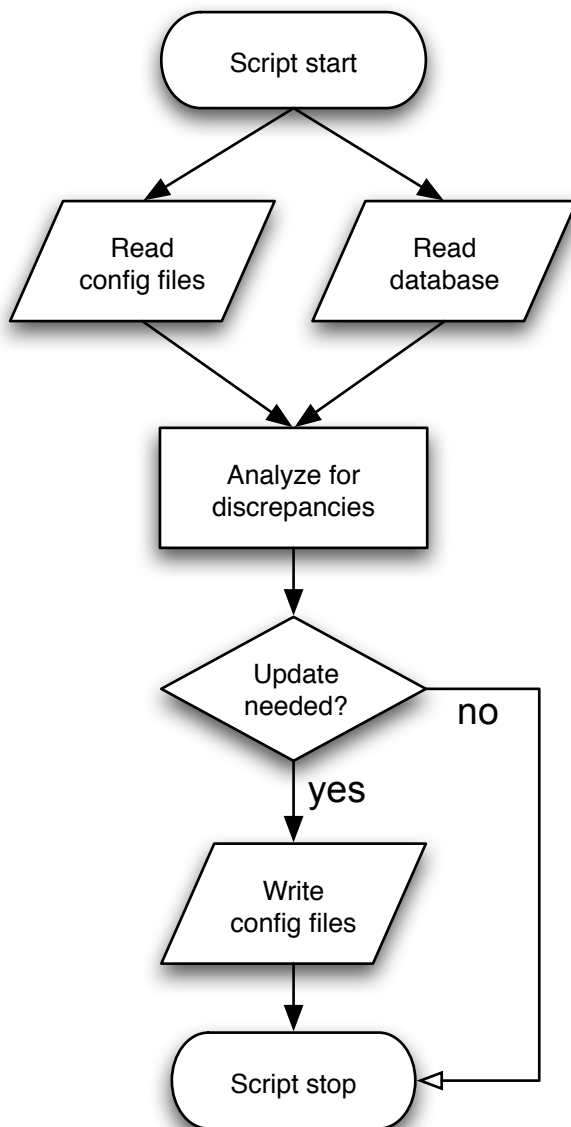 Script start
Read
config files
Read
database
Analyze for
discrepancies
Update
needed?
no
yes
Write
config files
Script stop